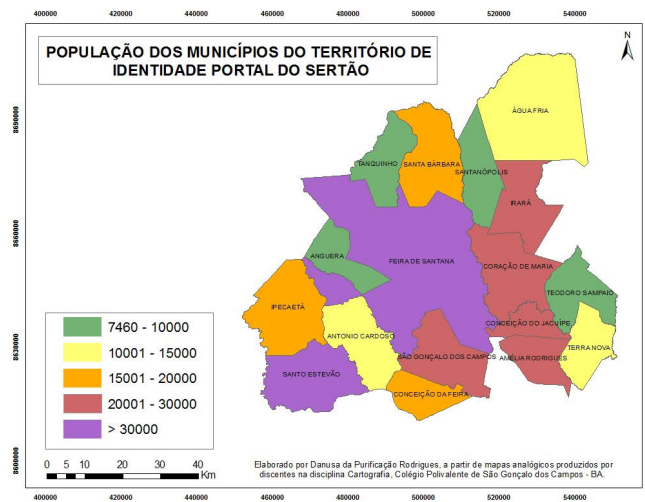 400000 460000 480000 500000 520000 540000
POPULAÇÃO DOS MUNICÍPIOS DO TERRITÓRIO DE
IDENTIDADE PORTAL DO SERTÃO
N
8690000
8660000
8630000
8600000
ÁGUA FRIA
TANQUINHO
SANTA BÁRBARA
SANTANÓPOLIS
IRARÁ
ANGUERA
FEIRA DE SANTANA
CORAÇÃO DE MARIA
TEODORO SAMPAIO
IPECAETÁ
ANTONIO CARDOSO
CONCEIÇÃO DO JACUÍPE
TERRA NOVA
SÃO GONÇALO DOS CAMPOS
AMÉLIA RODRIGUES
SANTO ESTEVÃO
CONCEIÇÃO DA FEIRA
7460 - 10000
10001 - 15000
15001 - 20000
20001 - 30000
> 30000
0 5 10 20 30 40
Km
Elaborado por Danusa da Purificação Rodrigues, a partir de mapas analógicos produzidos por
discentes na disciplina Cartografia, Colégio Polivalente de São Gonçalo dos Campos - BA.
400000 460000 480000 500000 520000 540000